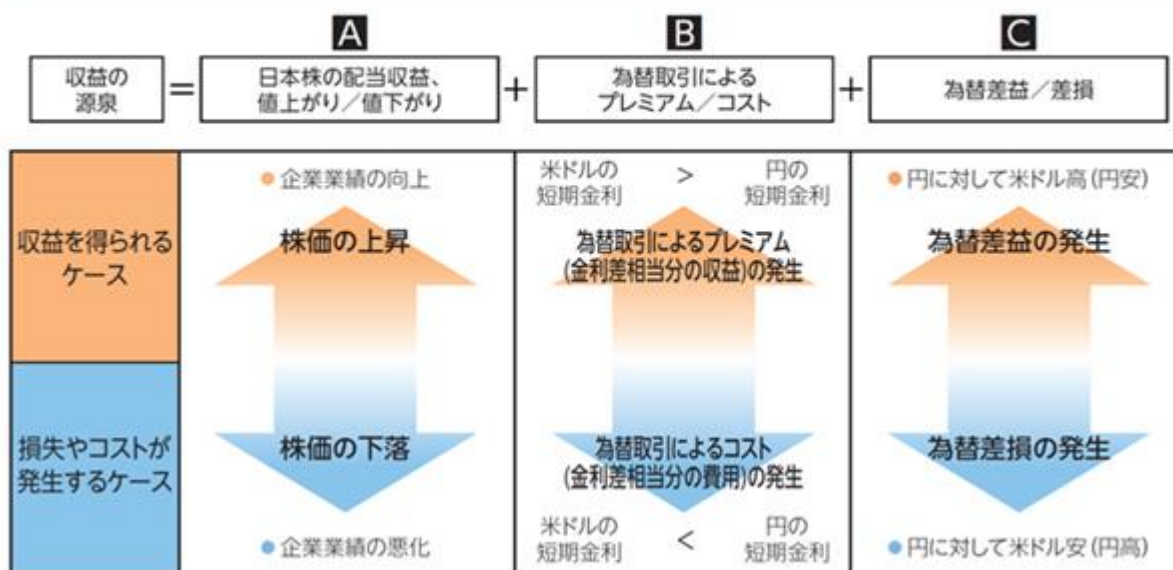 A
B
C
収益の
源泉
=
日本株の配当収益、
値上がり／値下がり
+
為替取引による
プレミアム／コスト
+
為替差益／差損
収益を得られる
ケース
●企業業績の向上
株価の上昇
米ドルの
短期金利
>
円の
短期金利
為替取引によるプレミアム
(金利差相当分の収益)の発生
●円に対して米ドル高(円安)
為替差益の発生
損失やコストが
発生するケース
株価の下落
●企業業績の悪化
為替取引によるコスト
(金利差相当分の費用)の発生
米ドルの
短期金利
<
円の
短期金利
為替差損の発生
●円に対して米ドル安(円高)